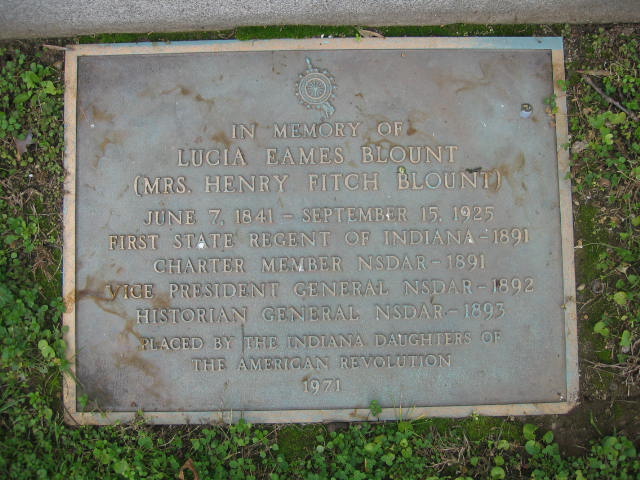 IN MEMORY OF
LUCIA EAMES BLOUNT
(MRS. HENRY FITCH BLOUNT)
JUNE 7, 1841 – SEPTEMBER 15, 1925
FIRST STATE REGENT OF INDIANA – 1891
CHARTER MEMBER NSDAR – 1891
VICE PRESIDENT GENERAL NSDAR – 1892
HISTORIAN GENERAL NSDAR – 1893
PLACED BY THE INDIANA DAUGHTERS OF
THE AMERICAN REVOLUTION
1971